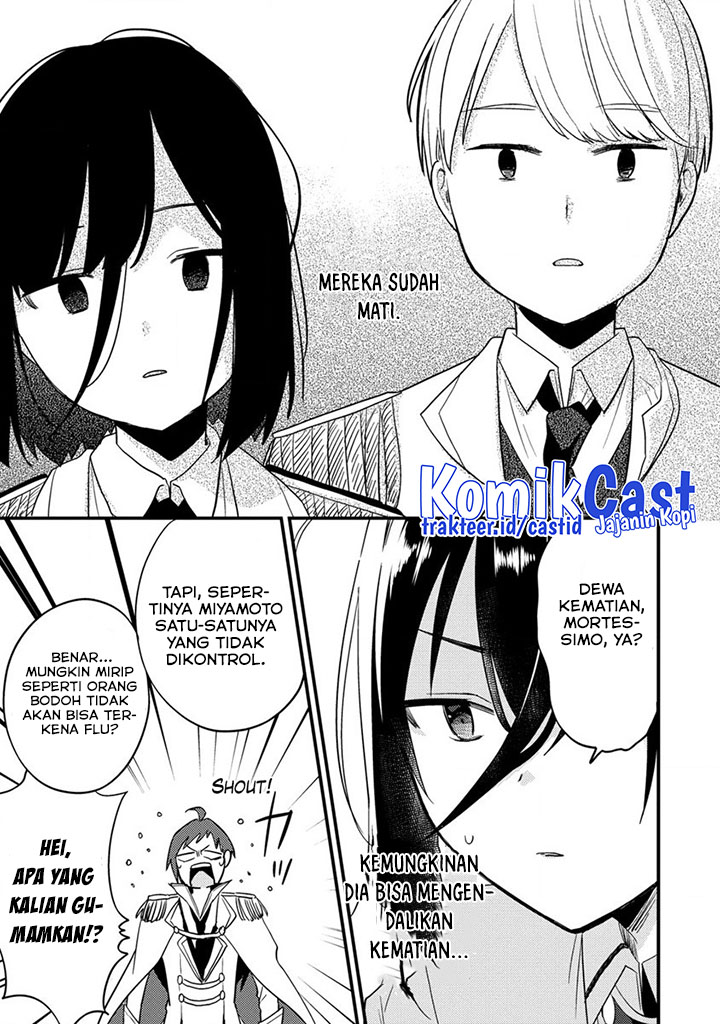 MEREKA SUDAH
MATI.
KomikCast
trakteer.id/castid Jajanin Kopi
DEWA
KEMATIAN,
MORTES-
SIMO, YA?
KEMUNGKINAN
DIA BISA MENGEN-
DALIKAN
KEMATIAN...
TAPI, SEPER-
TINYA MIYAMOTO
SATU-SATUNYA
YANG TIDAK
DIKONTROL.
BENAR...
MUNGKIN MIRIP
SEPERTI ORANG
BODOH TIDAK
AKAN BISA TER-
KENA FLU?
SHOUT!
HEI,
APA YANG
KALIAN GU-
MAMKAN!?